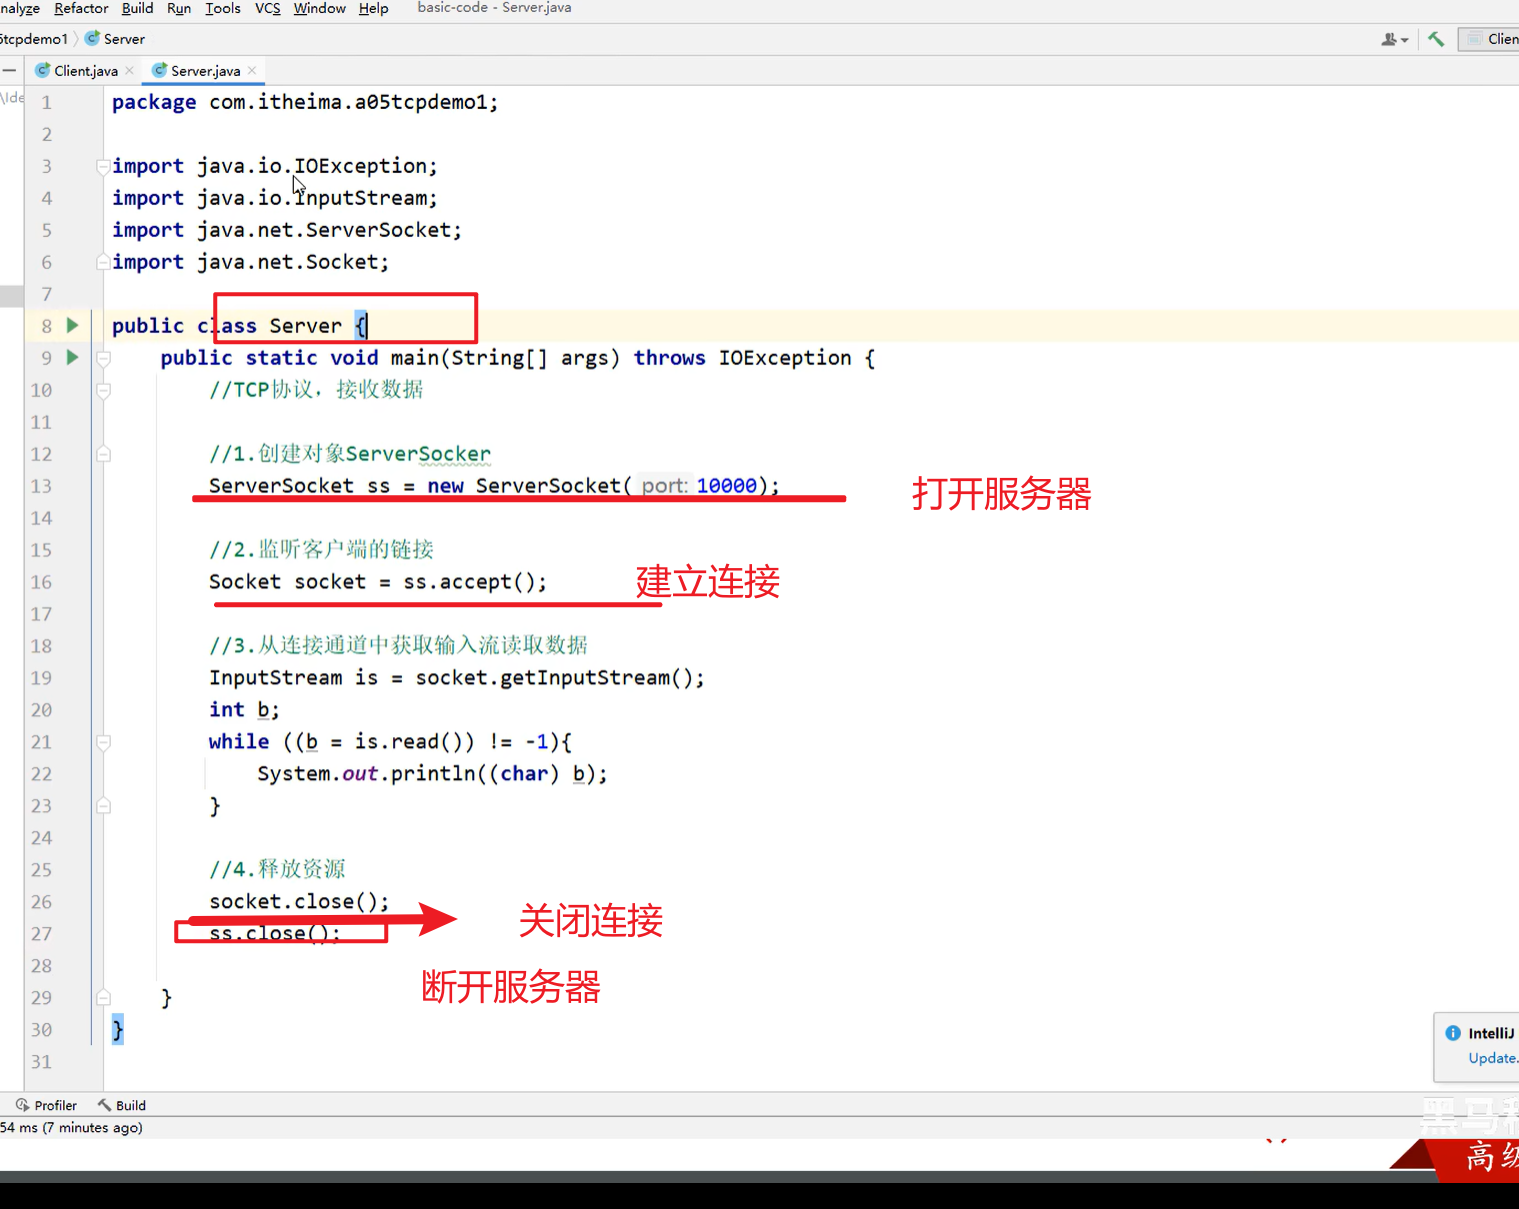 Refactor Build Run Tools VCS Window Help basic-code - Server.java
Server
Client.java Server.java
1 package com.itheima.a05tcpdemo1;
2
3 import java.io.IOException;
4 import java.io.InputStream;
5 import java.net.ServerSocket;
6 import java.net.Socket;
7
8 public class Server {
9 public static void main(String[] args) throws IOException {
10 //TCP协议，接收数据
11
12 //1.创建对象ServerSocker
13 ServerSocket ss = new ServerSocket( port: 10000); 打开服务器
14
15 //2.监听客户端的链接
16 Socket socket = ss.accept(); 建立连接
17
18 //3.从连接通道中获取输入流读取数据
19 InputStream is = socket.getInputStream();
20 int b;
21 while ((b = is.read()) != -1){
22 System.out.println((char) b);
23 }
24
25 //4.释放资源
26 socket.close();
关闭连接
27 ss.close();
28
断开服务器
29 }
30 }
31
IntelliJ
Update.
Profiler Build
54 ms (7 minutes ago)
黑马
高级